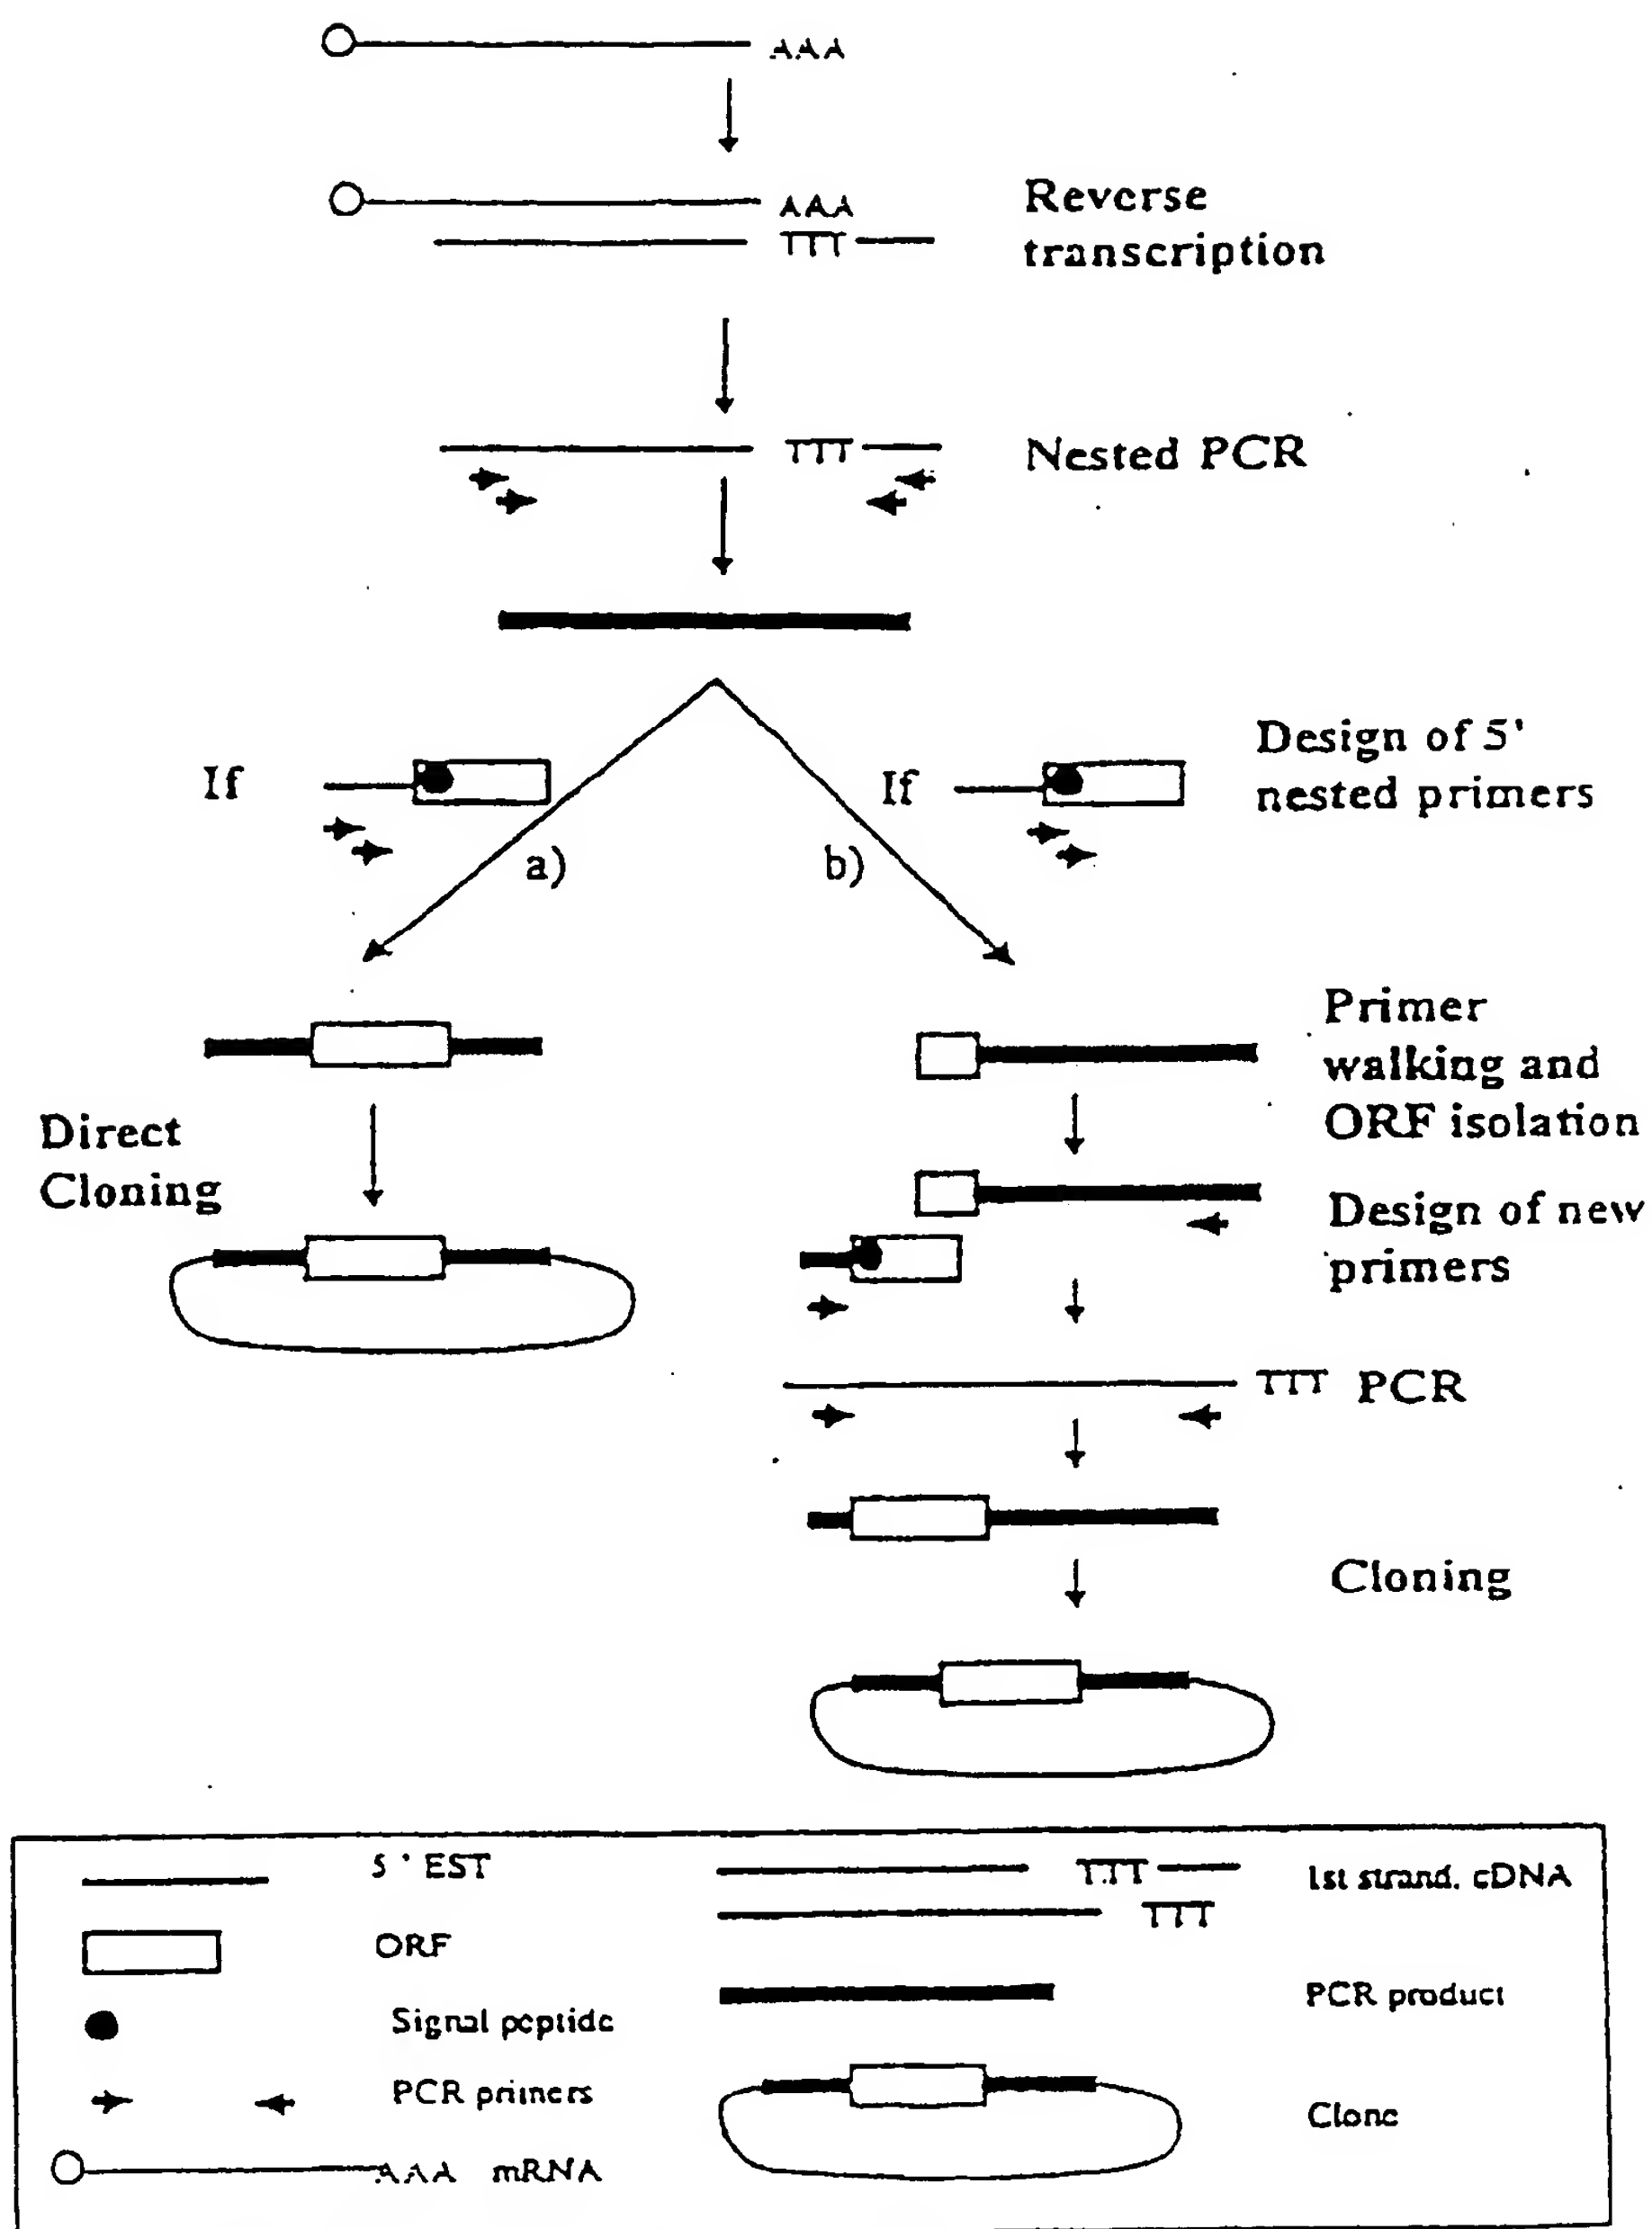 AAA
AAA
TTT
Reverse
transcription
TTT
Nested PCR
If
If
Design of 5'
nested primers
a)
b)
Primer
walking and
ORF isolation
Direct
Cloning
Design of new
primers
TTT PCR
Cloning
5' EST
ORF
Signal peptide
PCR primers
AAA mRNA
TTT
1st strand. cDNA
TTT
PCR product
Clone